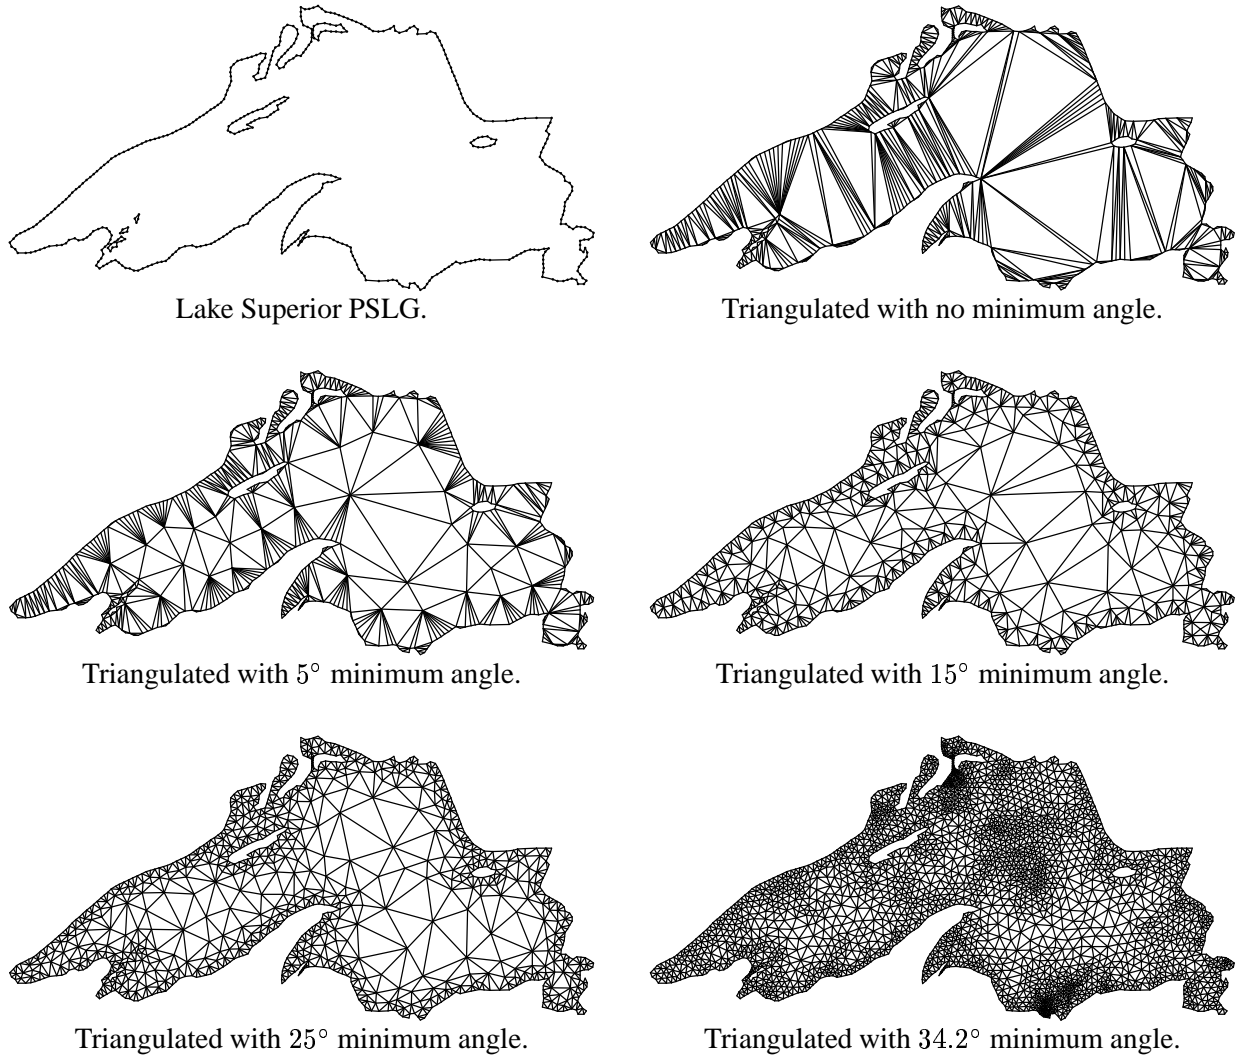 Lake Superior PSLG.
Triangulated with no minimum angle.
Triangulated with 5° minimum angle.
Triangulated with 15° minimum angle.
Triangulated with 25° minimum angle.
Triangulated with 34.2° minimum angle.